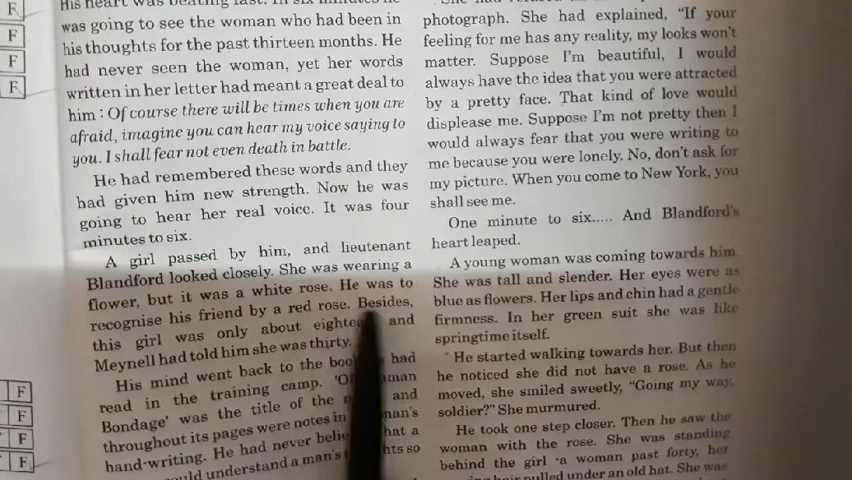 F
F
F
F
F
F
F
F
His heart was beating fast. In six minutes he
was going to see the woman who had been in
his thoughts for the past thirteen months. He
had never seen the woman, yet her words
written in her letter had meant a great deal to
him : Of course there will be times when you are
afraid, imagine you can hear my voice saying to
you. I shall fear not even death in battle.
He had remembered these words and they
had given him new strength. Now he was
going to hear her real voice. It was four
minutes to six.
A girl passed by him, and lieutenant
Blandford looked closely. She was wearing a
flower, but it was a white rose. He was to
recognise his friend by a red rose. Besides,
this girl was only about and
Meynell had told him she was thirty.
His mind went back to the had
read in the training camp.
Bondage' was the title of the and
throughout its pages were notes in
hand-writing. He had never hat a
could understand a man's so
photograph. She had explained, "If your
feeling for me has any reality, my looks won't
matter. Suppose I'm beautiful, I would
always have the idea that you were attracted
by a pretty face. That kind of love would
displease me. Suppose I'm not pretty then I
would always fear that you were writing to
me because you were lonely. No, don't ask for
my picture. When you come to New York, you
shall see me.
One minute to six..... And Blandford's
heart leaped.
A young woman was coming towards him.
She was tall and slender. Her eyes were as
blue as flowers. Her lips and chin had a gentle
firmness. In her green suit she was like
springtime itself.
He started walking towards her. But then
he noticed she did not have a rose. As he
moved, she smiled sweetly, "Going my way,
soldier?" She murmured.
He took one step closer. Then he saw the
woman with the rose. She was standing
behind the girl -a woman past forty, her
pulled under an old hat. She was